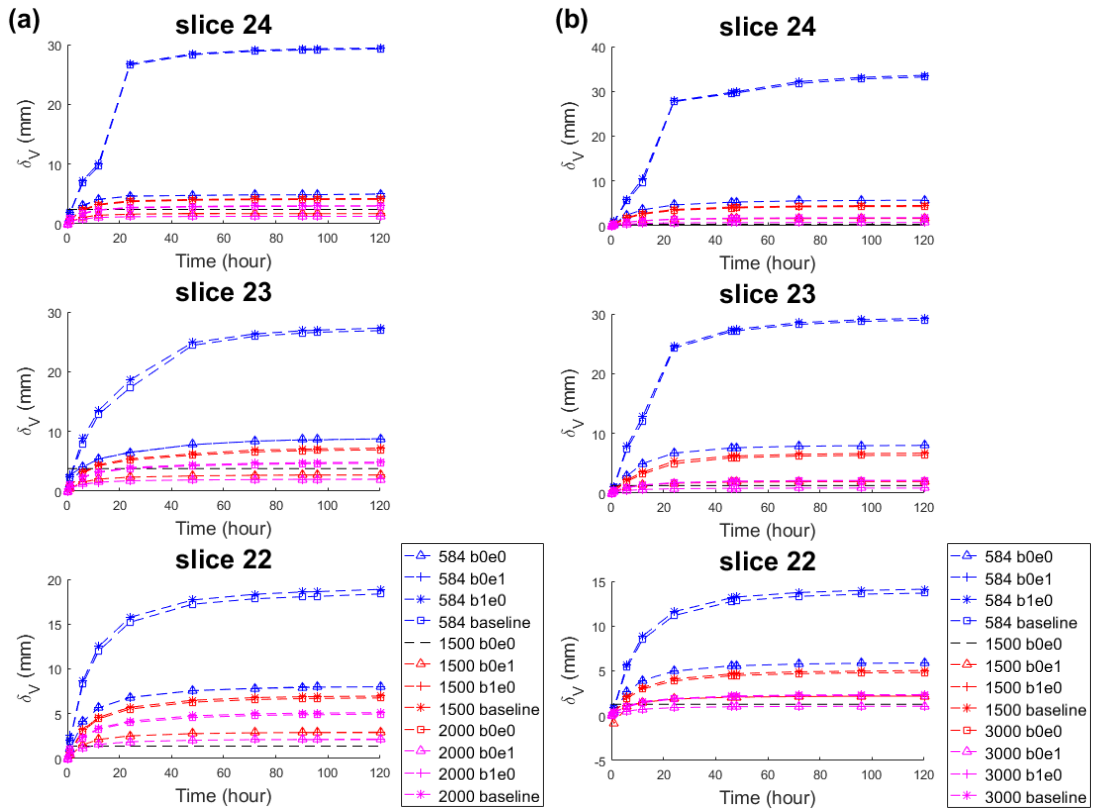 (a)
slice 24
30
20
10
0
δV (mm)
0 20 40 60 80 100 120
Time (hour)
slice 23
30
20
10
0
δV (mm)
0 20 40 60 80 100 120
Time (hour)
slice 22
20
15
10
5
0
δV (mm)
0 20 40 60 80 100 120
Time (hour)
584 b0e0
584 b0e1
584 b1e0
584 baseline
1500 b0e0
1500 b0e1
1500 b1e0
1500 baseline
2000 b0e0
2000 b0e1
2000 b1e0
2000 baseline
(b)
slice 24
40
30
20
10
0
δV (mm)
0 20 40 60 80 100 120
Time (hour)
slice 23
30
20
10
0
δV (mm)
0 20 40 60 80 100 120
Time (hour)
slice 22
15
10
5
0
-5
δV (mm)
0 20 40 60 80 100 120
Time (hour)
584 b0e0
584 b0e1
584 b1e0
584 baseline
1500 b0e0
1500 b0e1
1500 b1e0
1500 baseline
3000 b0e0
3000 b0e1
3000 b1e0
3000 baseline